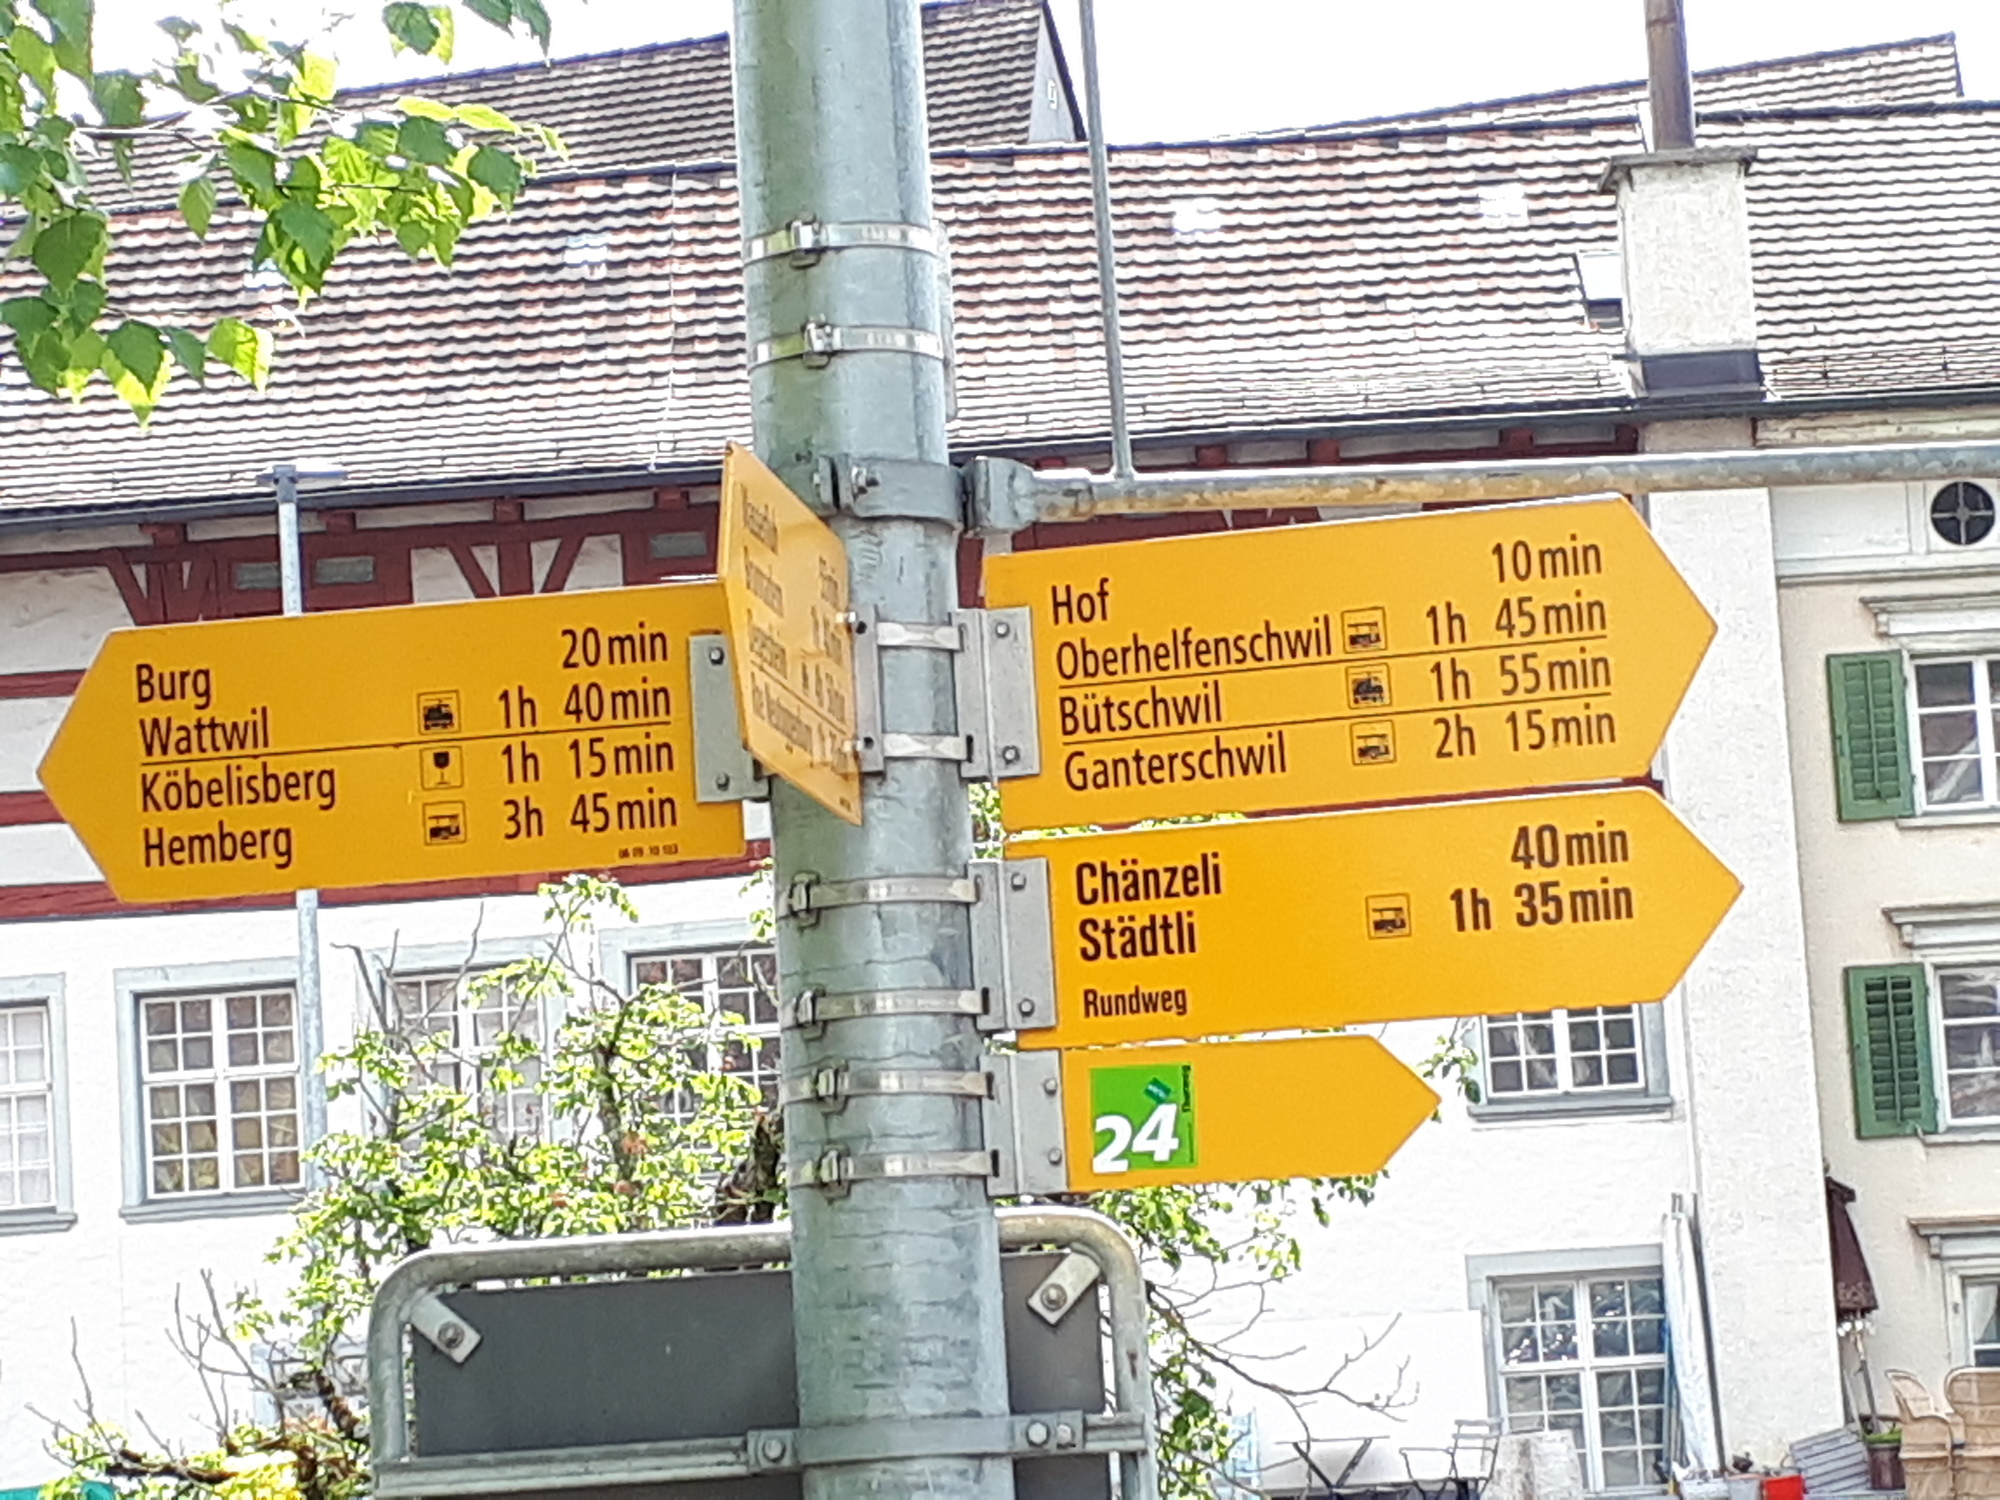 Burg 20 min
Wattwil 1h 40 min
Köbelisberg 1h 15 min
Hemberg 3h 45 min
Hof 10 min
Oberhelfenschwil 1h 45 min
Bütschwil 1h 55 min
Ganterschwil 2h 15 min
Chänzeli 40 min
Städtli 1h 35 min
Rundweg
24